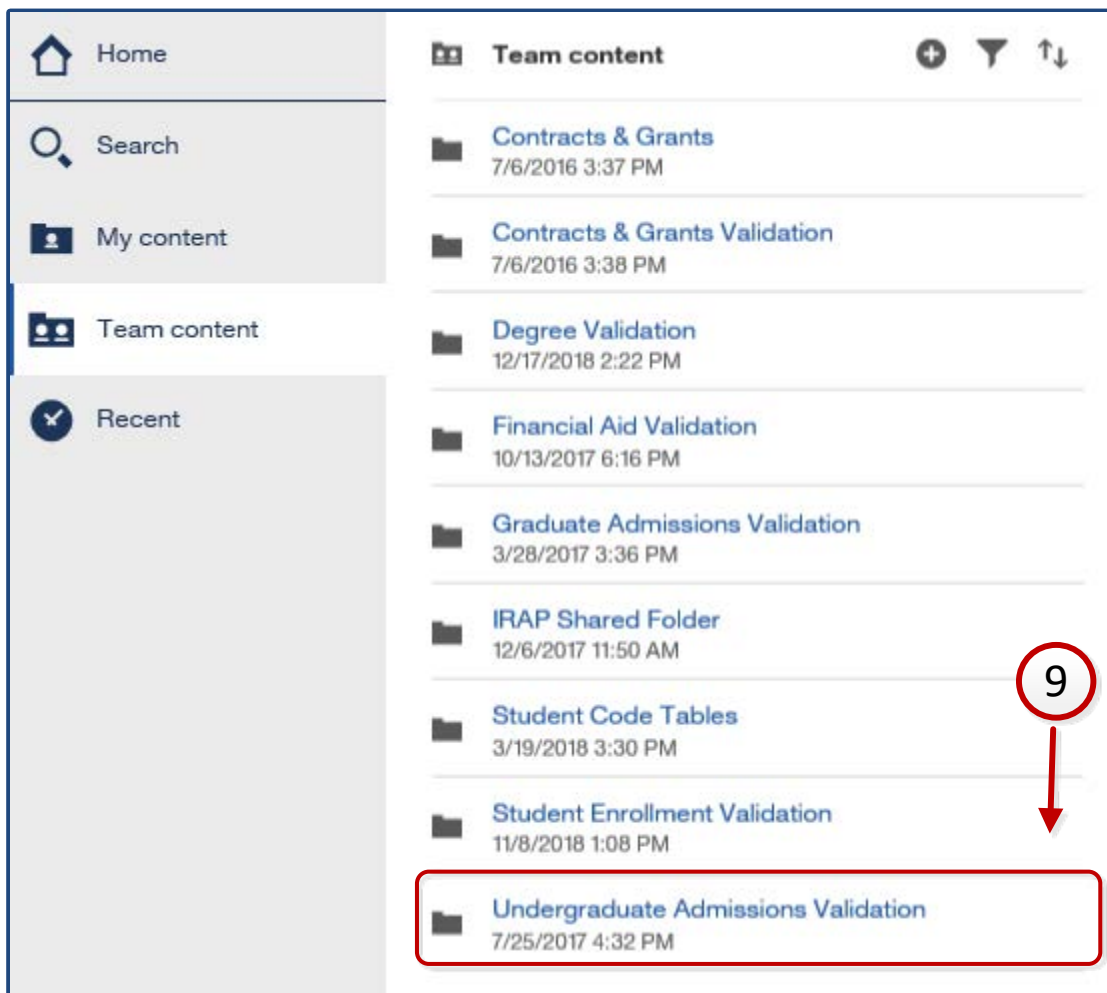 Home
Search
My content
Team content
Recent
Team content
Contracts & Grants
7/6/2016 3:37 PM
Contracts & Grants Validation
7/6/2016 3:38 PM
Degree Validation
12/17/2018 2:22 PM
Financial Aid Validation
10/13/2017 6:16 PM
Graduate Admissions Validation
3/28/2017 3:36 PM
IRAP Shared Folder
12/6/2017 11:50 AM
9
Student Code Tables
3/19/2018 3:30 PM
Student Enrollment Validation
11/8/2018 1:08 PM
Undergraduate Admissions Validation
7/25/2017 4:32 PM